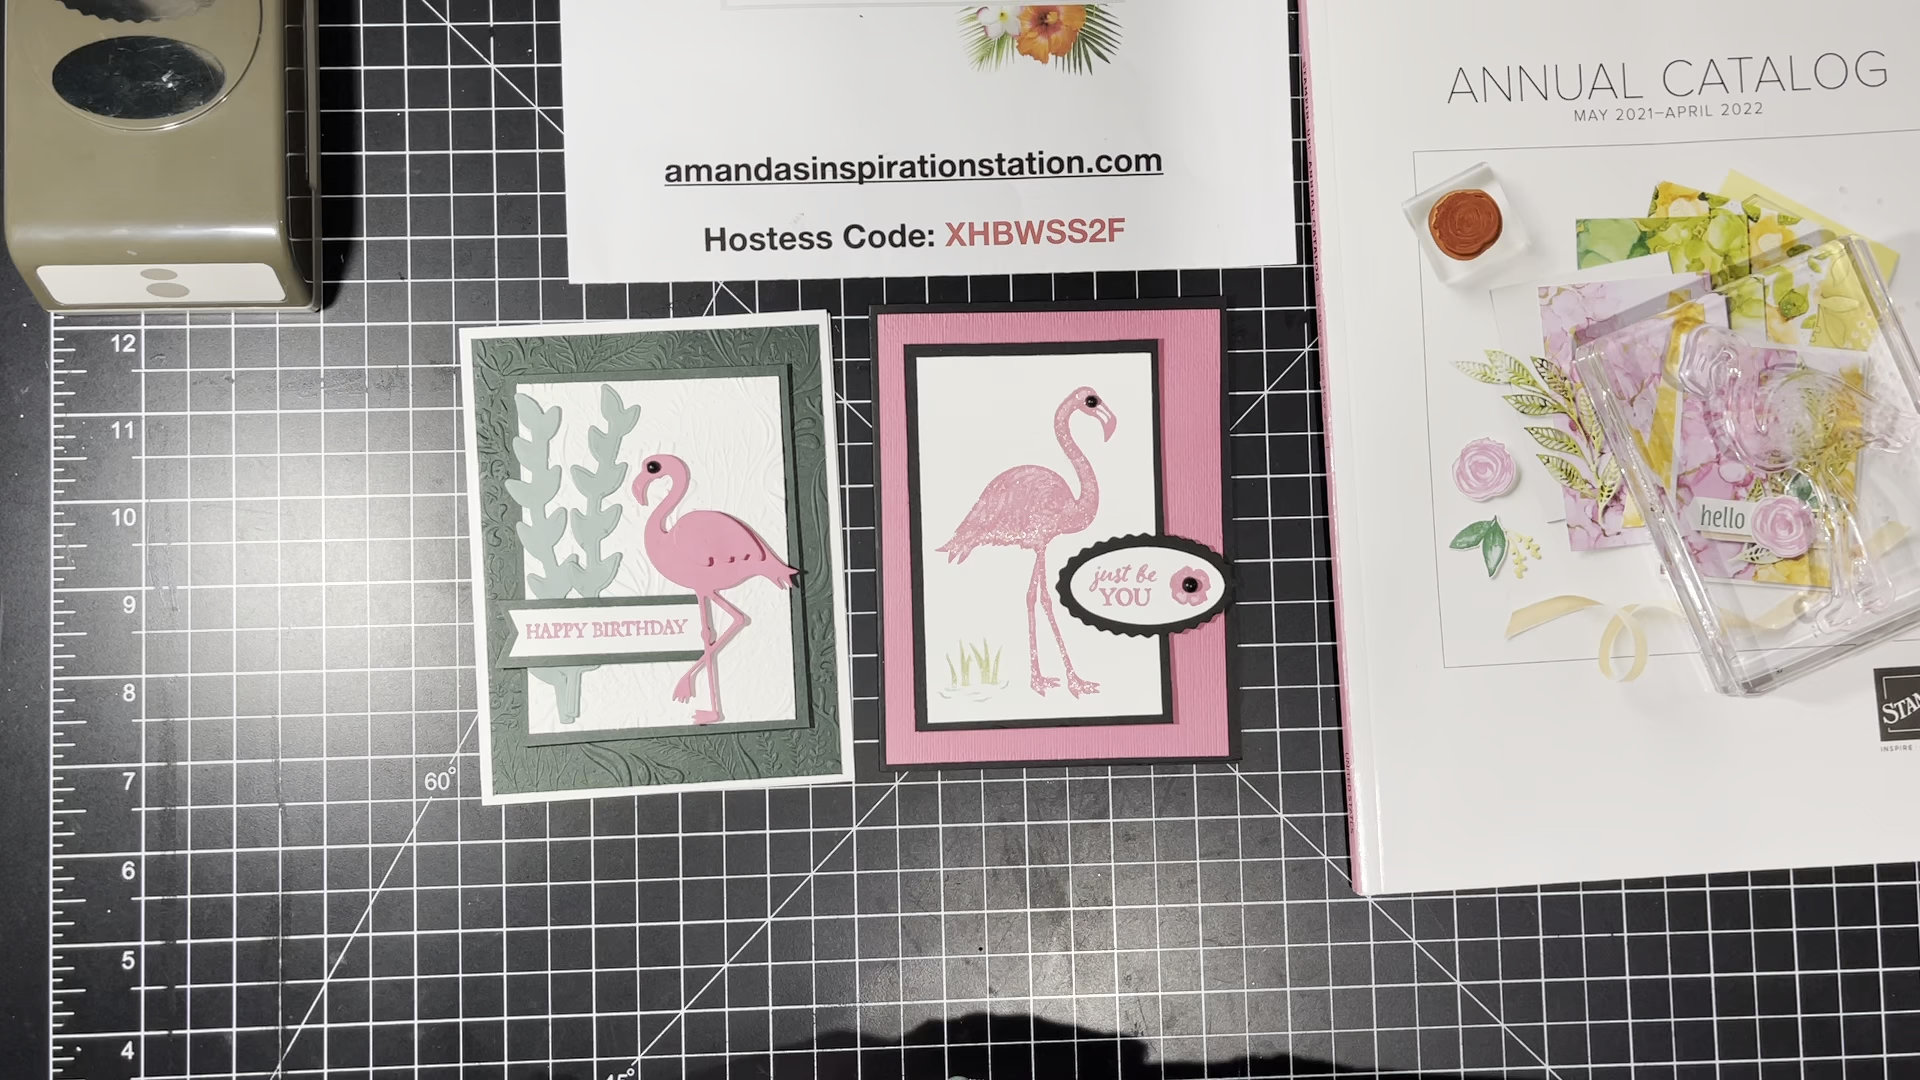 amandasinspirationstation.com
Hostess Code: XHBWSS2F
ANNUAL CATALOG
MAY 2021–APRIL 2022
hello
INSPIRE
HAPPY BIRTHDAY
just be
YOU
12
11
10
9
8
7
6
5
4
60°